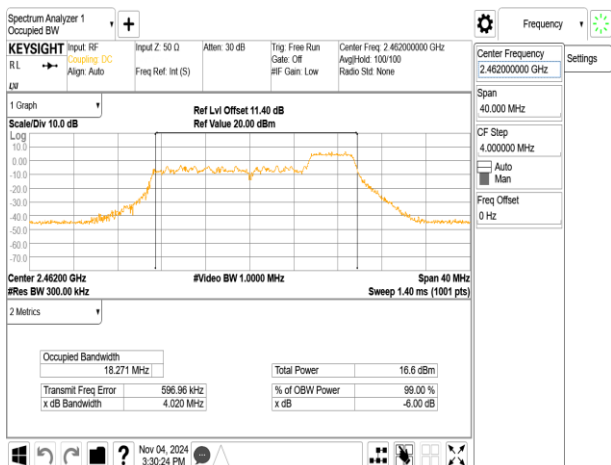 Spectrum Analyzer 1
Occupied BW
Frequency
KEYSIGHT
RL
Input: RF
Coupling: DC
Align: Auto
Input Z: 50 Ω
Freq Ref: Int (S)
Atten: 30 dB
Trig: Free Run
Gate: Off
#IF Gain: Low
Center Freq: 2.462000000 GHz
Avg|Hold: 100/100
Radio Std: None
LXI
Center Frequency
2.462000000 GHz
Settings
Span
40.000 MHz
CF Step
4.000000 MHz
Auto
Man
Freq Offset
0 Hz
1 Graph
Scale/Div 10.0 dB
Ref Lvl Offset 11.40 dB
Ref Value 20.00 dBm
Log
10.0
0.00
-10.0
-20.0
-30.0
-40.0
-50.0
-60.0
-70.0
Center 2.46200 GHz
#Res BW 300.00 kHz
#Video BW 1.0000 MHz
Span 40 MHz
Sweep 1.40 ms (1001 pts)
2 Metrics
Occupied Bandwidth
18.271 MHz
Total Power 16.6 dBm
Transmit Freq Error 596.96 kHz
% of OBW Power 99.00 %
x dB Bandwidth 4.020 MHz
x dB -6.00 dB
?
Nov 04, 2024
3:30:24 PM